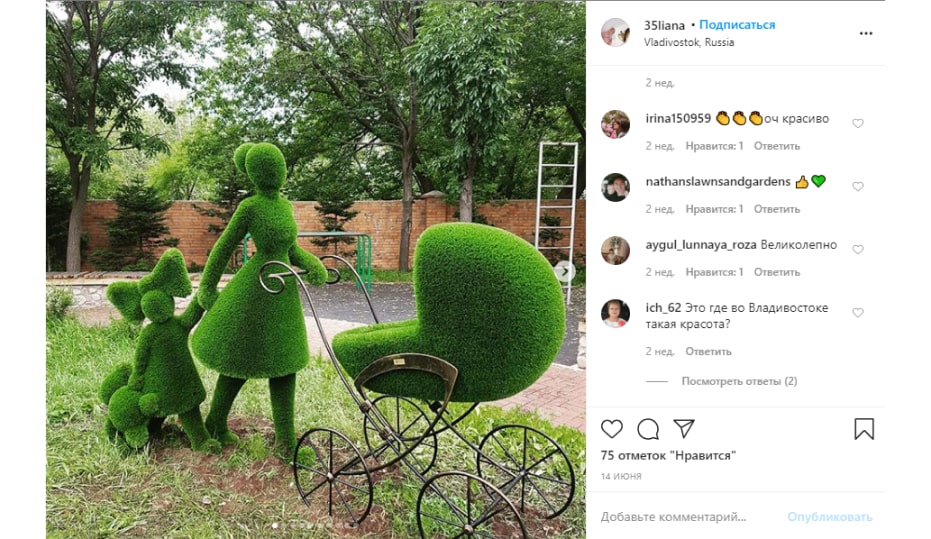 35liana • Подписаться
Vladivostok, Russia
2 нед.
irina150959 👏👏👏оч красиво
2 нед. Нравится: 1 Ответить
nathanslawnsandgardens 👍💚
2 нед. Нравится: 1 Ответить
aygul_lunnaya_roza Великолепно
2 нед. Нравится: 1 Ответить
ich_62 Это где во Владивостоке
такая красота?
2 нед. Ответить
Посмотреть ответы (2)
75 отметок "Нравится"
14 ИЮНЯ
Добавьте комментарий... Опубликовать